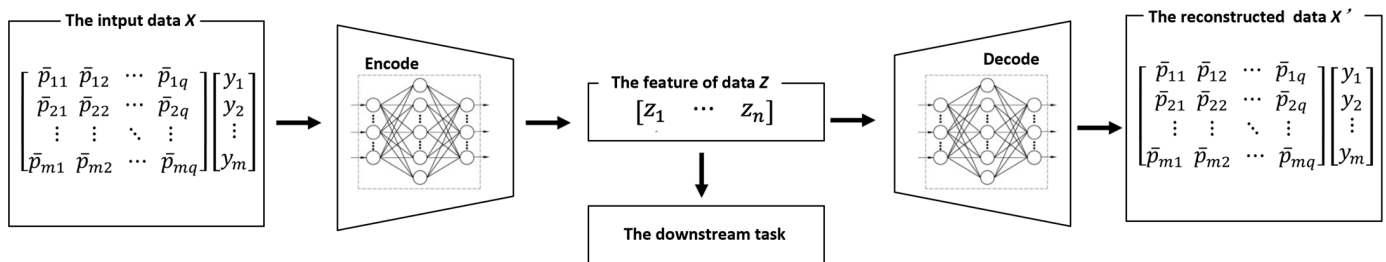 The intput data X
p̄11 p̄12 ⋯ p̄1q y1
p̄21 p̄22 ⋯ p̄2q y2
⋮ ⋮ ⋱ ⋮ ⋮
p̄m1 p̄m2 ⋯ p̄mq ym
Encode
The feature of data Z
[Z1 ⋯ Zn]
The downstream task
Decode
The reconstructed data X′
p̄11 p̄12 ⋯ p̄1q y1
p̄21 p̄22 ⋯ p̄2q y2
⋮ ⋮ ⋱ ⋮ ⋮
p̄m1 p̄m2 ⋯ p̄mq ym